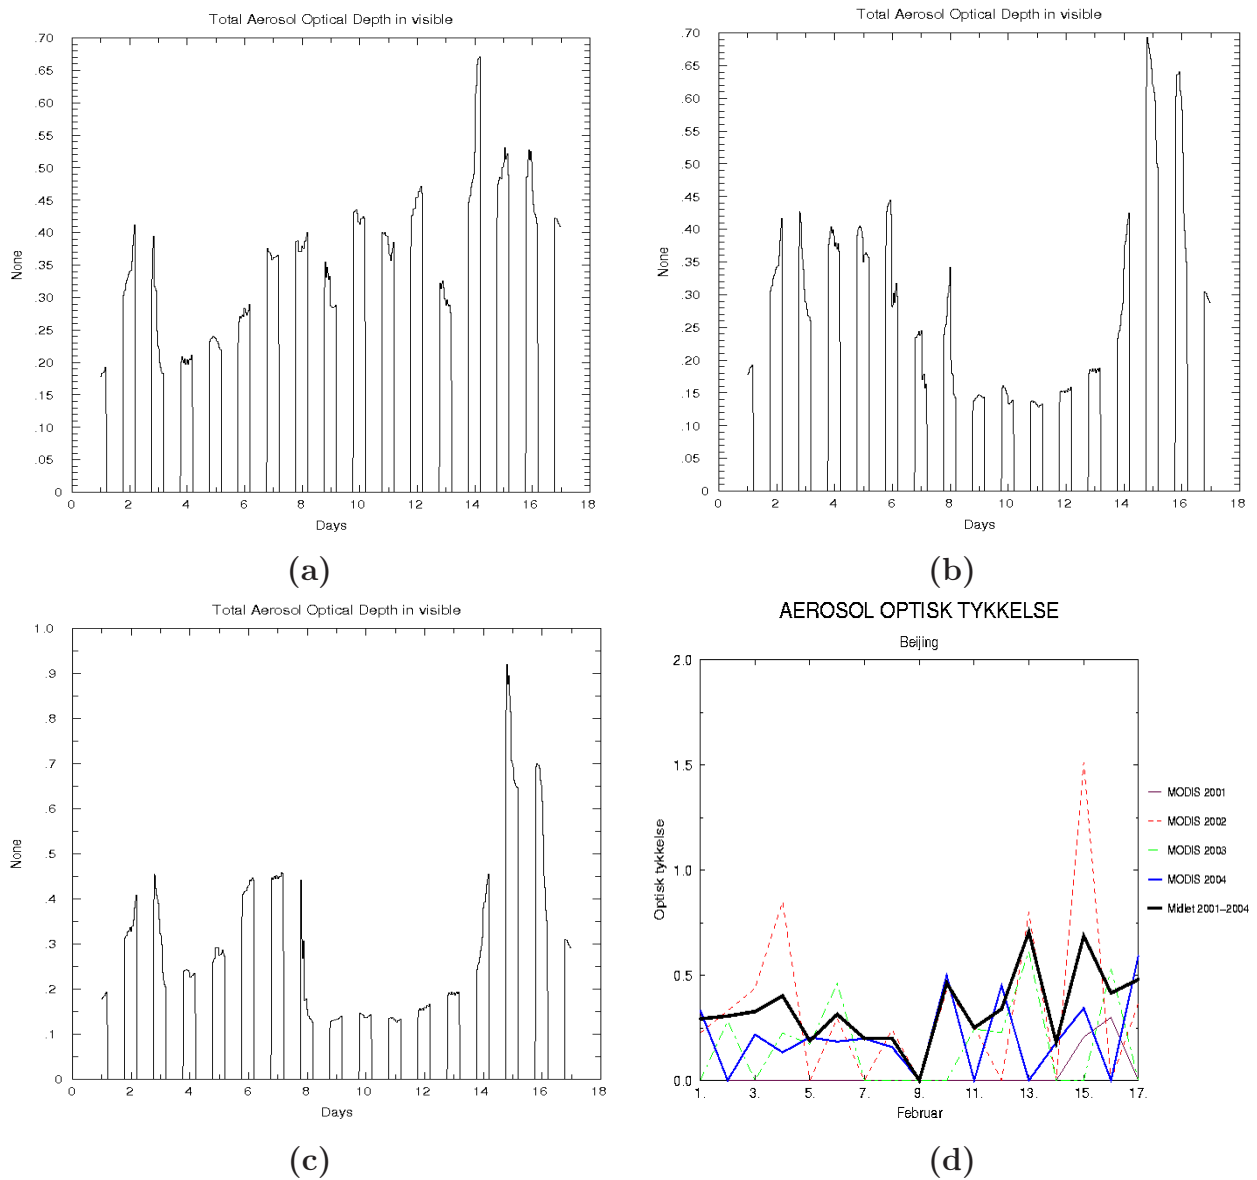 Total Aerosol Optical Depth in visible
.70
.65
.60
.55
.50
.45
.40
.35
.30
.25
.20
.15
.10
.05
0
None
0 2 4 6 8 10 12 14 16 18
Days
(a)
Total Aerosol Optical Depth in visible
.70
.65
.60
.55
.50
.45
.40
.35
.30
.25
.20
.15
.10
.05
0
None
0 2 4 6 8 10 12 14 16 18
Days
(b)
Total Aerosol Optical Depth in visible
1.0
.9
.8
.7
.6
.5
.4
.3
.2
.1
0
None
0 2 4 6 8 10 12 14 16 18
Days
(c)
AEROSOL OPTISK TYKKELSE
Beijing
2.0
1.5
1.0
0.5
0.0
Optisk tykkelse
1. 3. 5. 7. 9. 11. 13. 15. 17.
Februar
MODIS 2001
MODIS 2002
MODIS 2003
MODIS 2004
Midlet 2001-2004
(d)